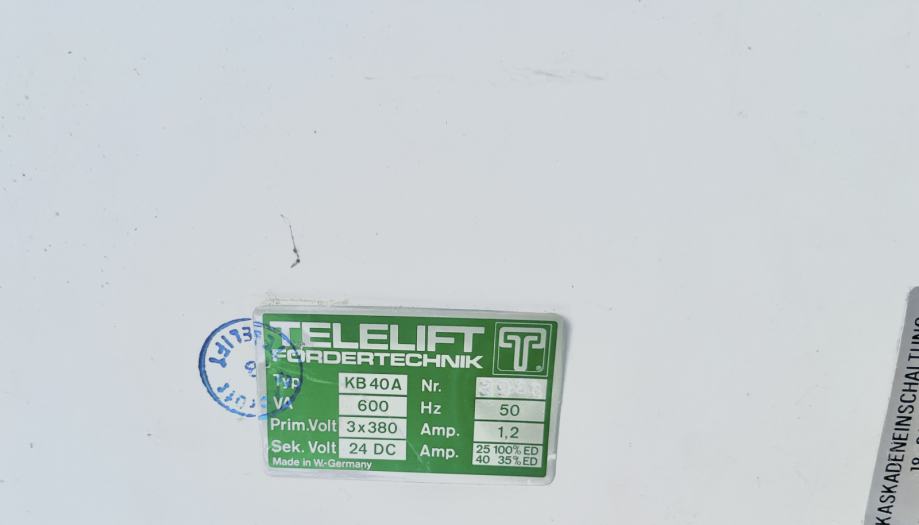 TELELIFT
FÖRDERTECHNIK
Typ KB 40 A Nr.
VA 600 Hz 50
Prim.Volt 3x380 Amp. 1,2
Sek. Volt 24 DC Amp. 25 100% ED
40 35% ED
Made in W.-Germany
TELELIFT
KASKADENEINSCHALTUNG